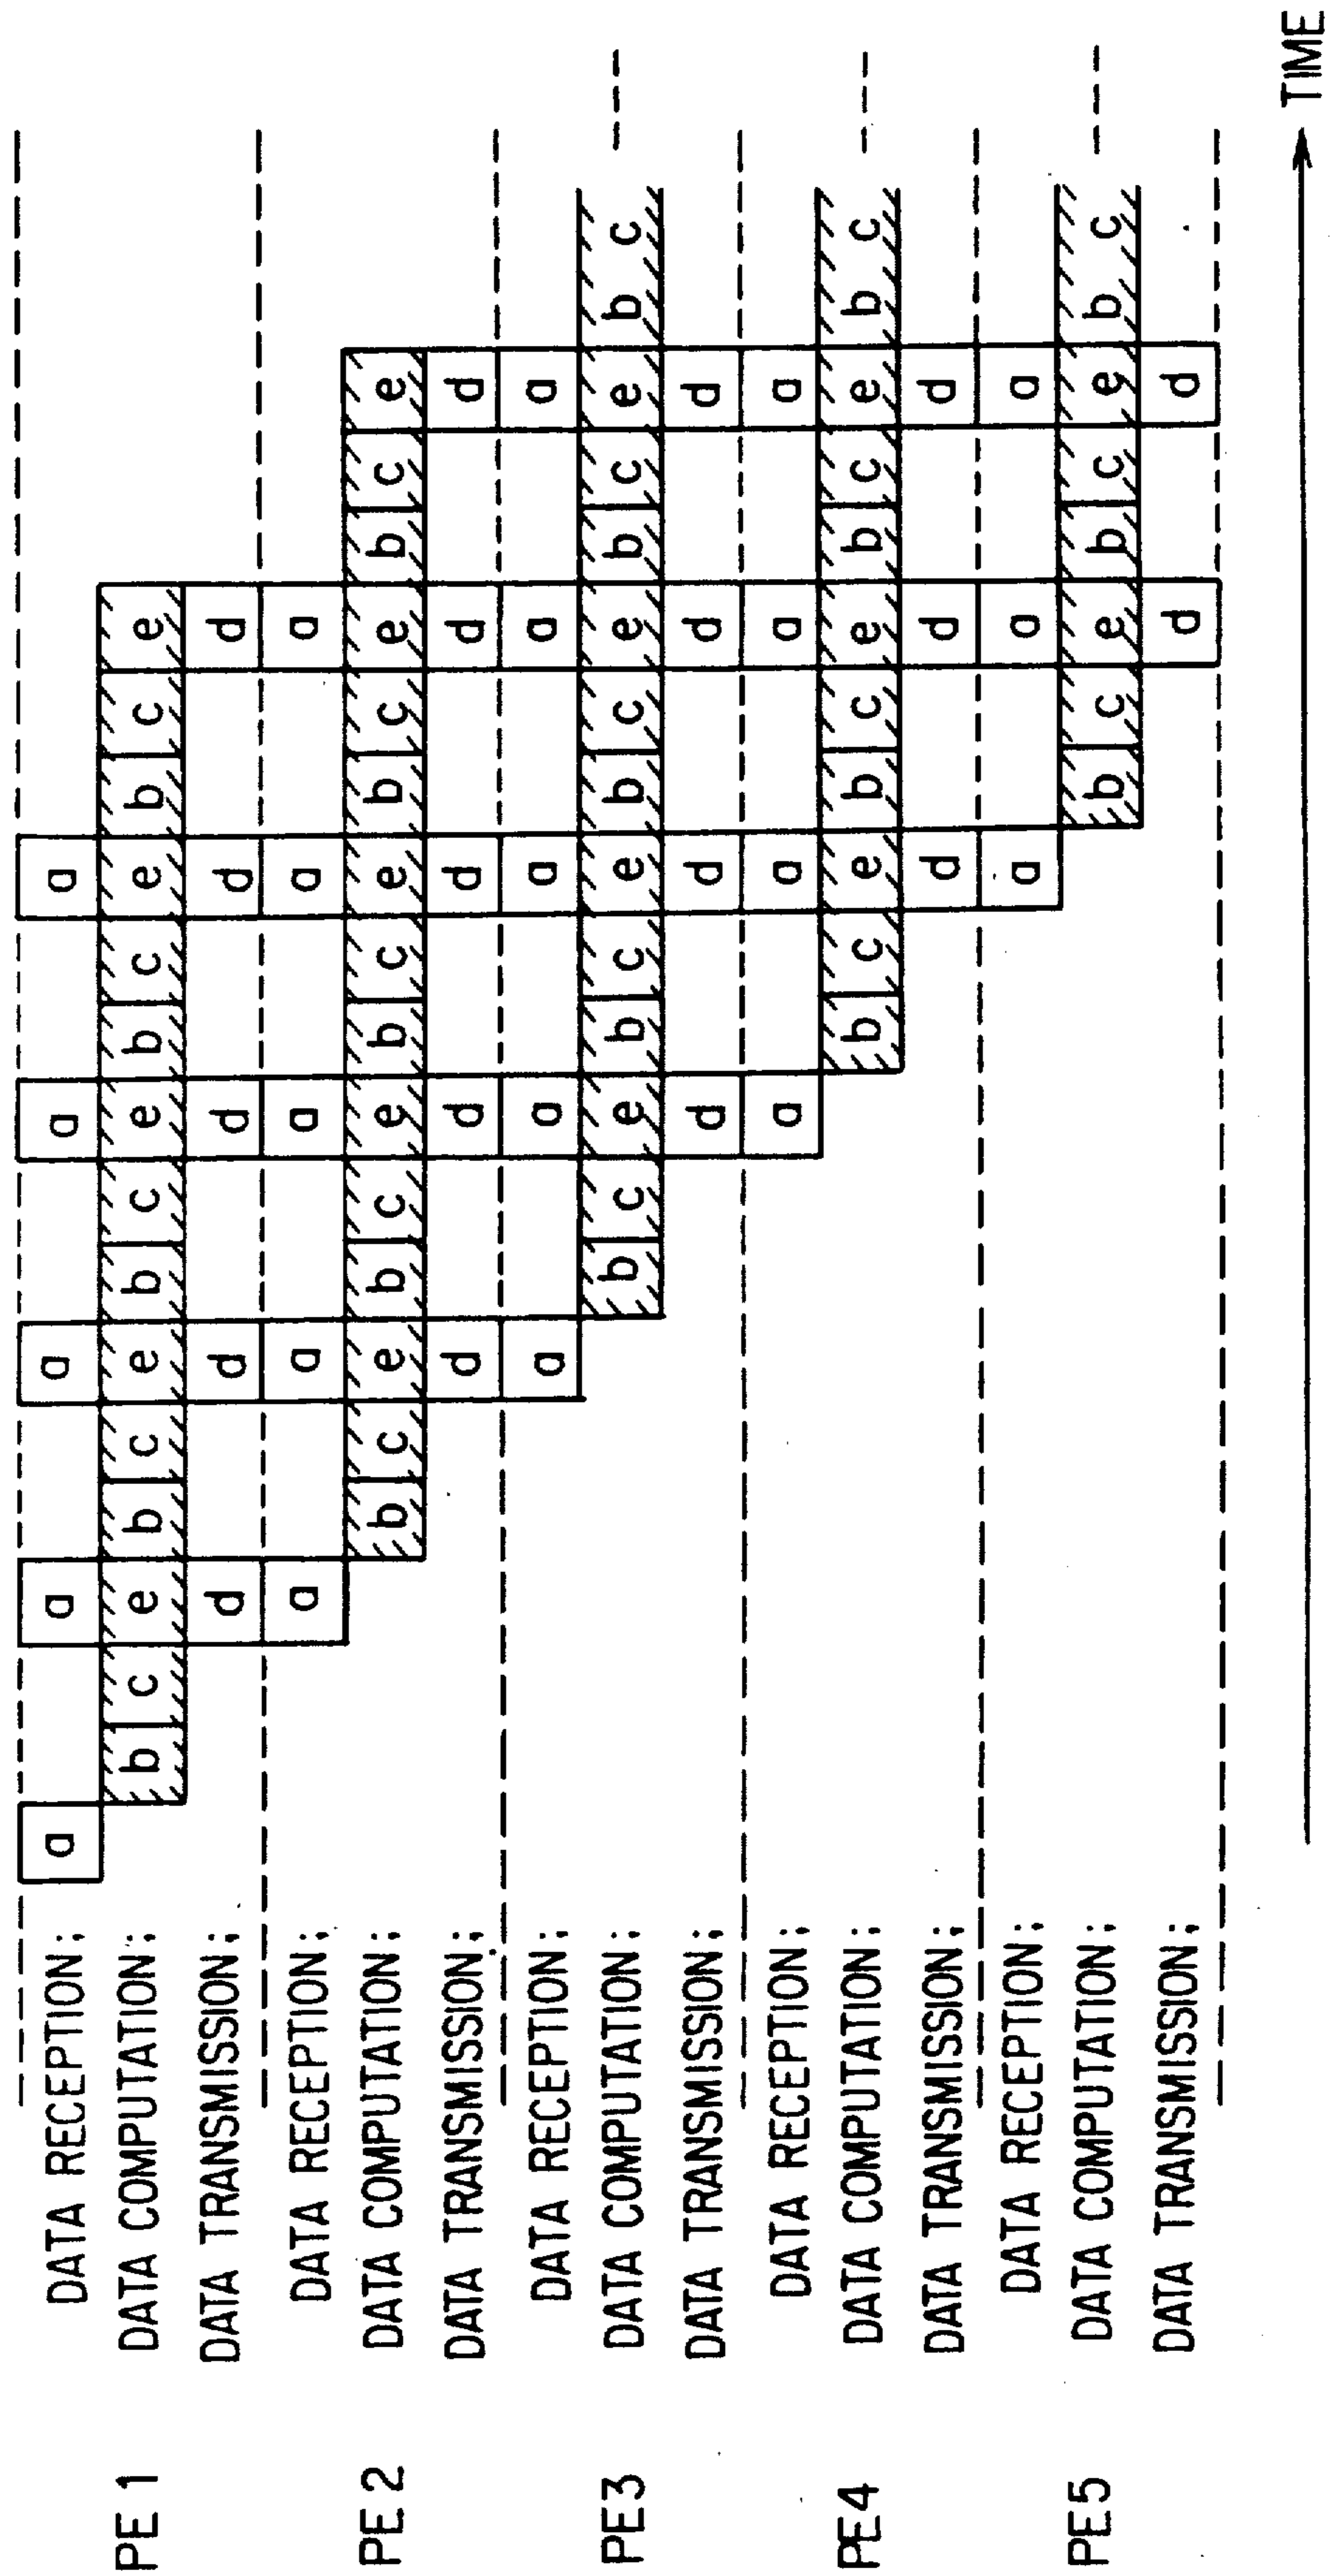 DATA RECEPTION; a a a a a
PE 1 DATA COMPUTATION; b c e b c e b c e b c e b c e
DATA TRANSMISSION; d d d d d
DATA RECEPTION; a a a a a
PE 2 DATA COMPUTATION; b c e b c e b c e b c e b c e
DATA TRANSMISSION; d d d d d
DATA RECEPTION; a a a a a
PE3 DATA COMPUTATION; b c e b c e b c e b c e b c
DATA TRANSMISSION; d d d d
DATA RECEPTION; a a a a
PE4 DATA COMPUTATION; b c e b c e b c e b c
DATA TRANSMISSION; d d d
DATA RECEPTION; a a a
PE5 DATA COMPUTATION; b c e b c e b c
DATA TRANSMISSION; d d
TIME